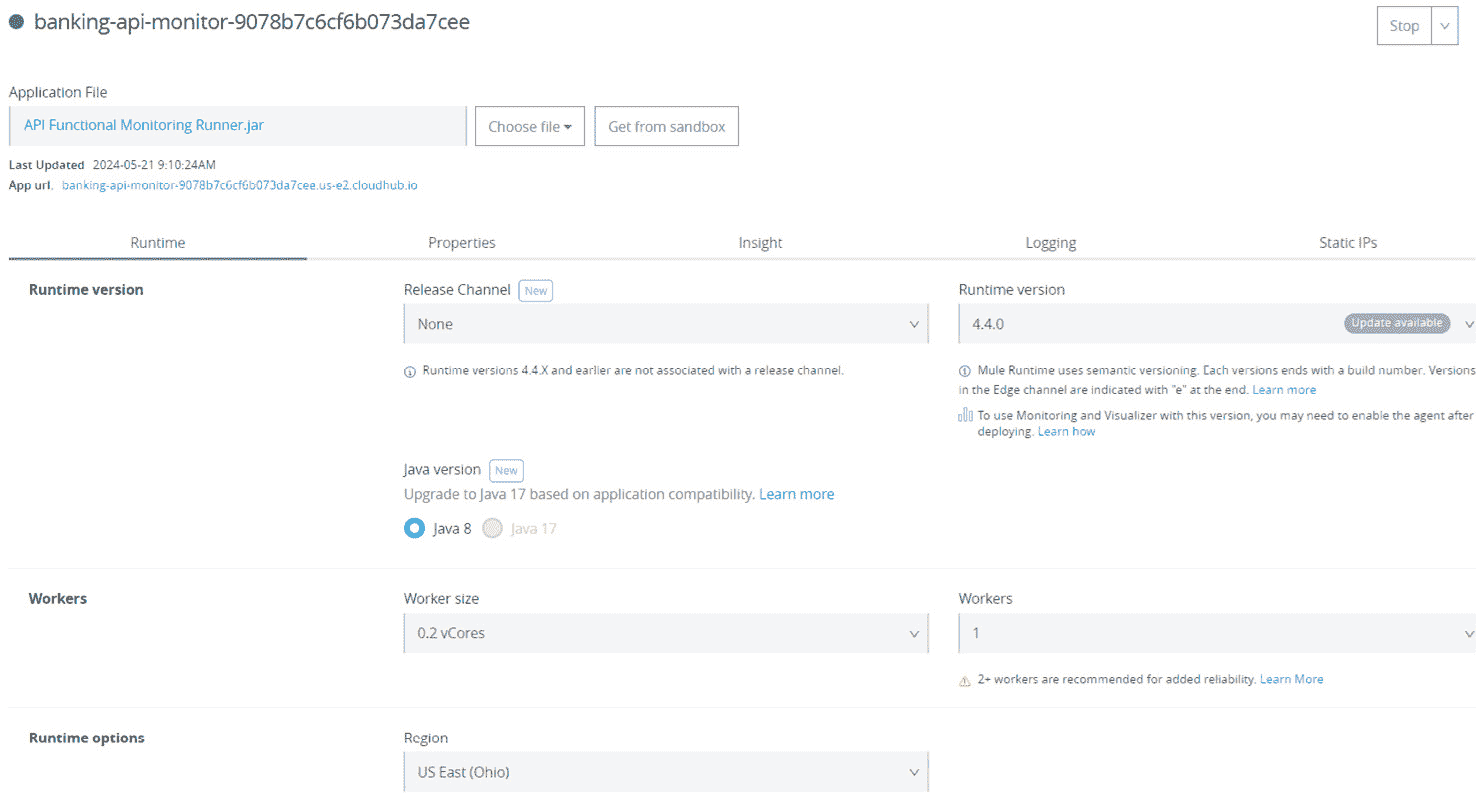 banking-api-monitor-9078b7c6cf6b073da7cee
Stop
Application File
API Functional Monitoring Runner.jar
Choose file
Get from sandbox
Last Updated 2024-05-21 9:10:24AM
App url. banking-api-monitor-9078b7c6cf6b073da7cee.us-e2.cloudhub.io
Runtime
Properties
Insight
Logging
Static IPs
Runtime version
Release Channel New
None
Runtime versions 4.4.X and earlier are not associated with a release channel.
Runtime version
4.4.0 Update available
Mule Runtime uses semantic versioning. Each versions ends with a build number. Versions
in the Edge channel are indicated with "e" at the end. Learn more
To use Monitoring and Visualizer with this version, you may need to enable the agent after
deploying. Learn how
Java version New
Upgrade to Java 17 based on application compatibility. Learn more
Java 8 Java 17
Workers
Worker size
0.2 vCores
Workers
1
2+ workers are recommended for added reliability. Learn More
Runtime options
Region
US East (Ohio)